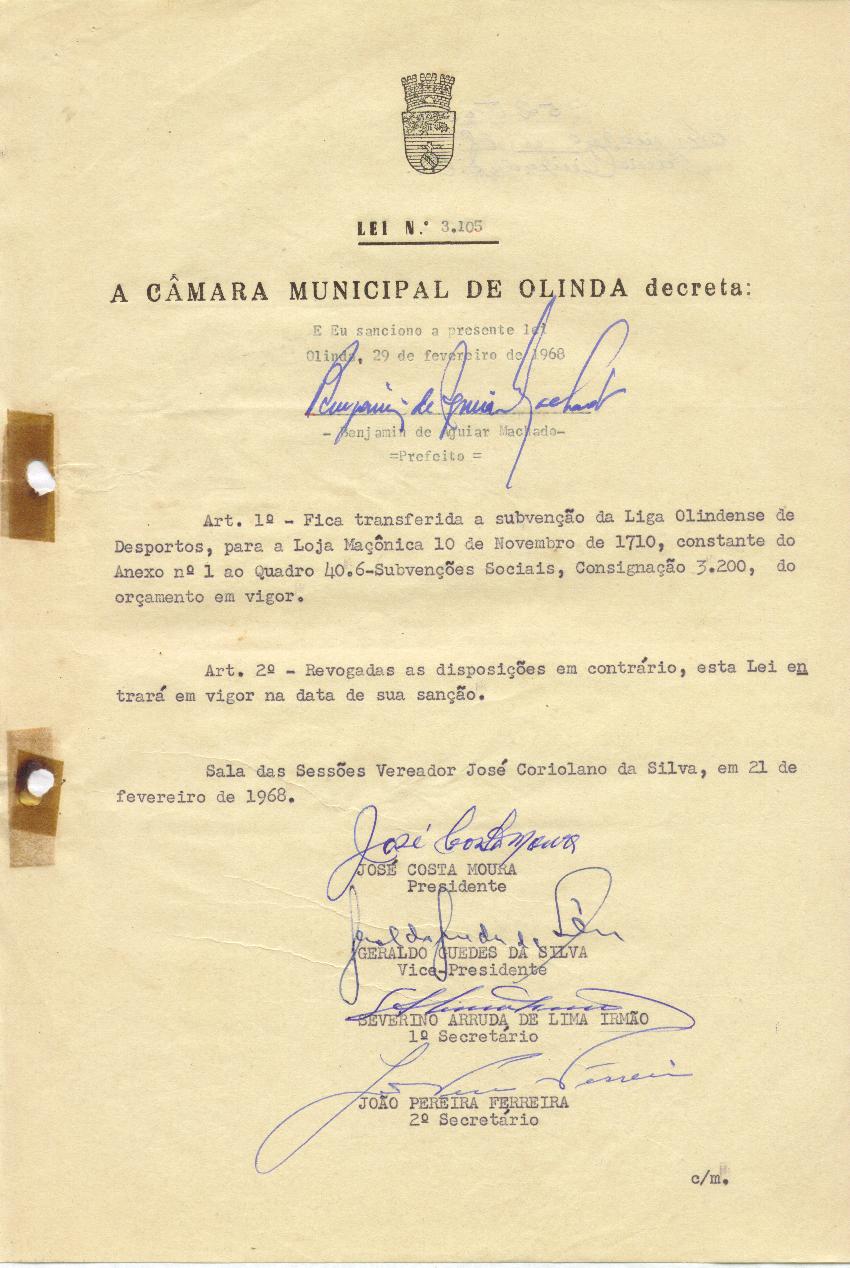 LEI N.º 3.105
A CÂMARA MUNICIPAL DE OLINDA decreta:
E Eu sanciono a presente lei
Olinda, 29 de fevereiro de 1968
Benjamin de Aguiar Machado
- Benjamin de Aguiar Machado-
=Prefeito =
Art. 1º - Fica transferida a subvenção da Liga Olindense de
Desportos, para a Loja Maçônica 10 de Novembro de 1710, constante do
Anexo nº 1 ao Quadro 40.6-Subvenções Sociais, Consignação 3.200, do
orçamento em vigor.
Art. 2º - Revogadas as disposições em contrário, esta Lei en
trará em vigor na data de sua sanção.
Sala das Sessões Vereador José Coriolano da Silva, em 21 de
fevereiro de 1968.
José Costa Moura
JOSÉ COSTA MOURA
Presidente
Geraldo Guedes da Silva
GERALDO GUEDES DA SILVA
Vice-Presidente
SEVERINO ARRUDA DE LIMA IRMÃO
1º Secretário
JOÃO PEREIRA FERREIRA
2º Secretário
c/m.